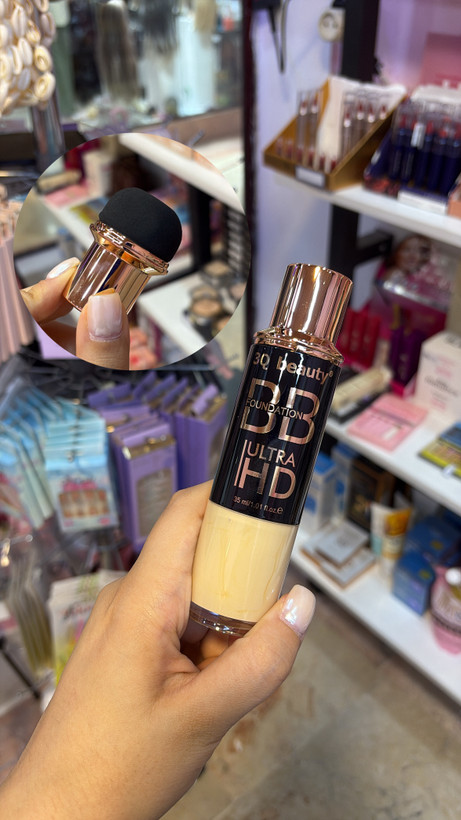 3Q beauty®
BB
FOUNDATION
ULTRA
HD
35 ml/1.01 fl.oz.e